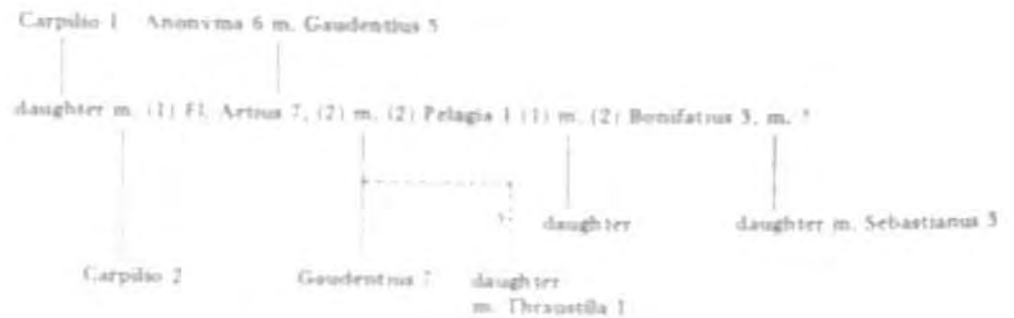 Carpilio 1 Anonyma 6 m. Gaudentius 5
daughter m. (1) Fl. Aetius 7, (2) m. (2) Pelagia 1 (1) m. (2) Bonifatius 3, m. ?
daughter daughter m. Sebastianus 3
Carpilio 2 Gaudentius 7 daughter
m. Thraustila 1